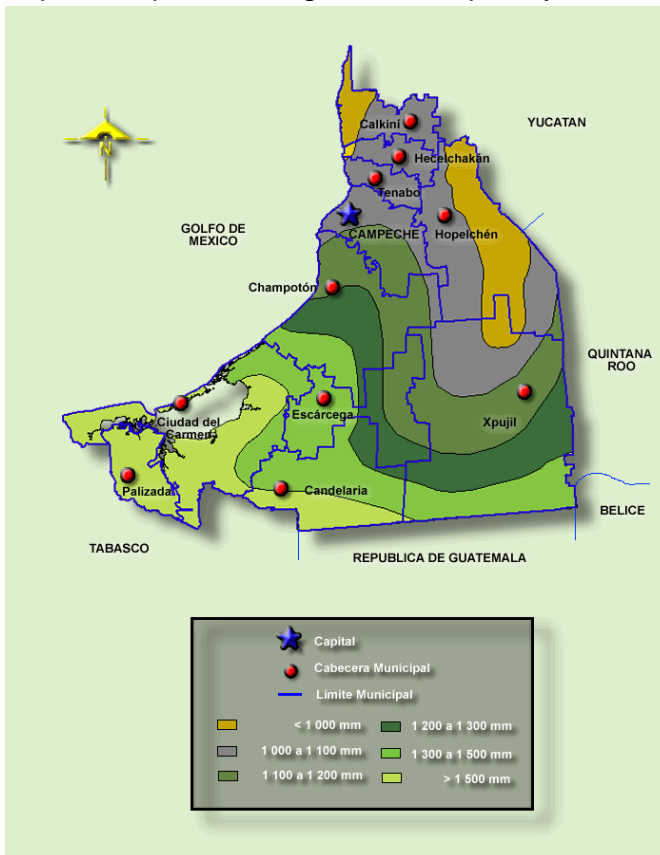 N
YUCATAN
Calkiní
Hecelchakán
Tenabo
GOLFO DE
MEXICO
CAMPECHE
Hopelchén
Champotón
QUINTANA
ROO
Xpujil
Escárcega
Ciudad del
Carmen
Palizada
Candelaria
BELICE
TABASCO
REPUBLICA DE GUATEMALA
Capital
Cabecera Municipal
Límite Municipal
< 1 000 mm
1 200 a 1 300 mm
1 000 a 1 100 mm
1 300 a 1 500 mm
1 100 a 1 200 mm
> 1 500 mm